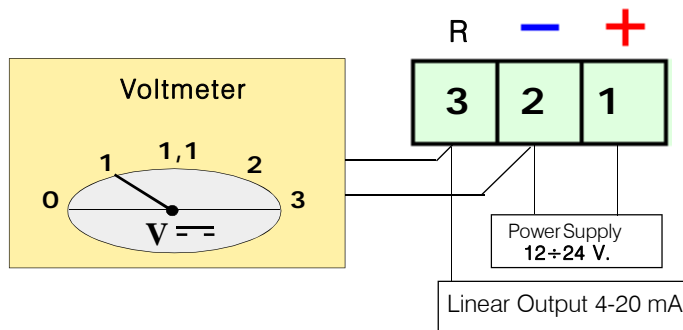 R − +
3 2 1
Voltmeter
0 1 1,1 2 3
V
Power Supply
12÷24 V.
Linear Output 4-20 mA